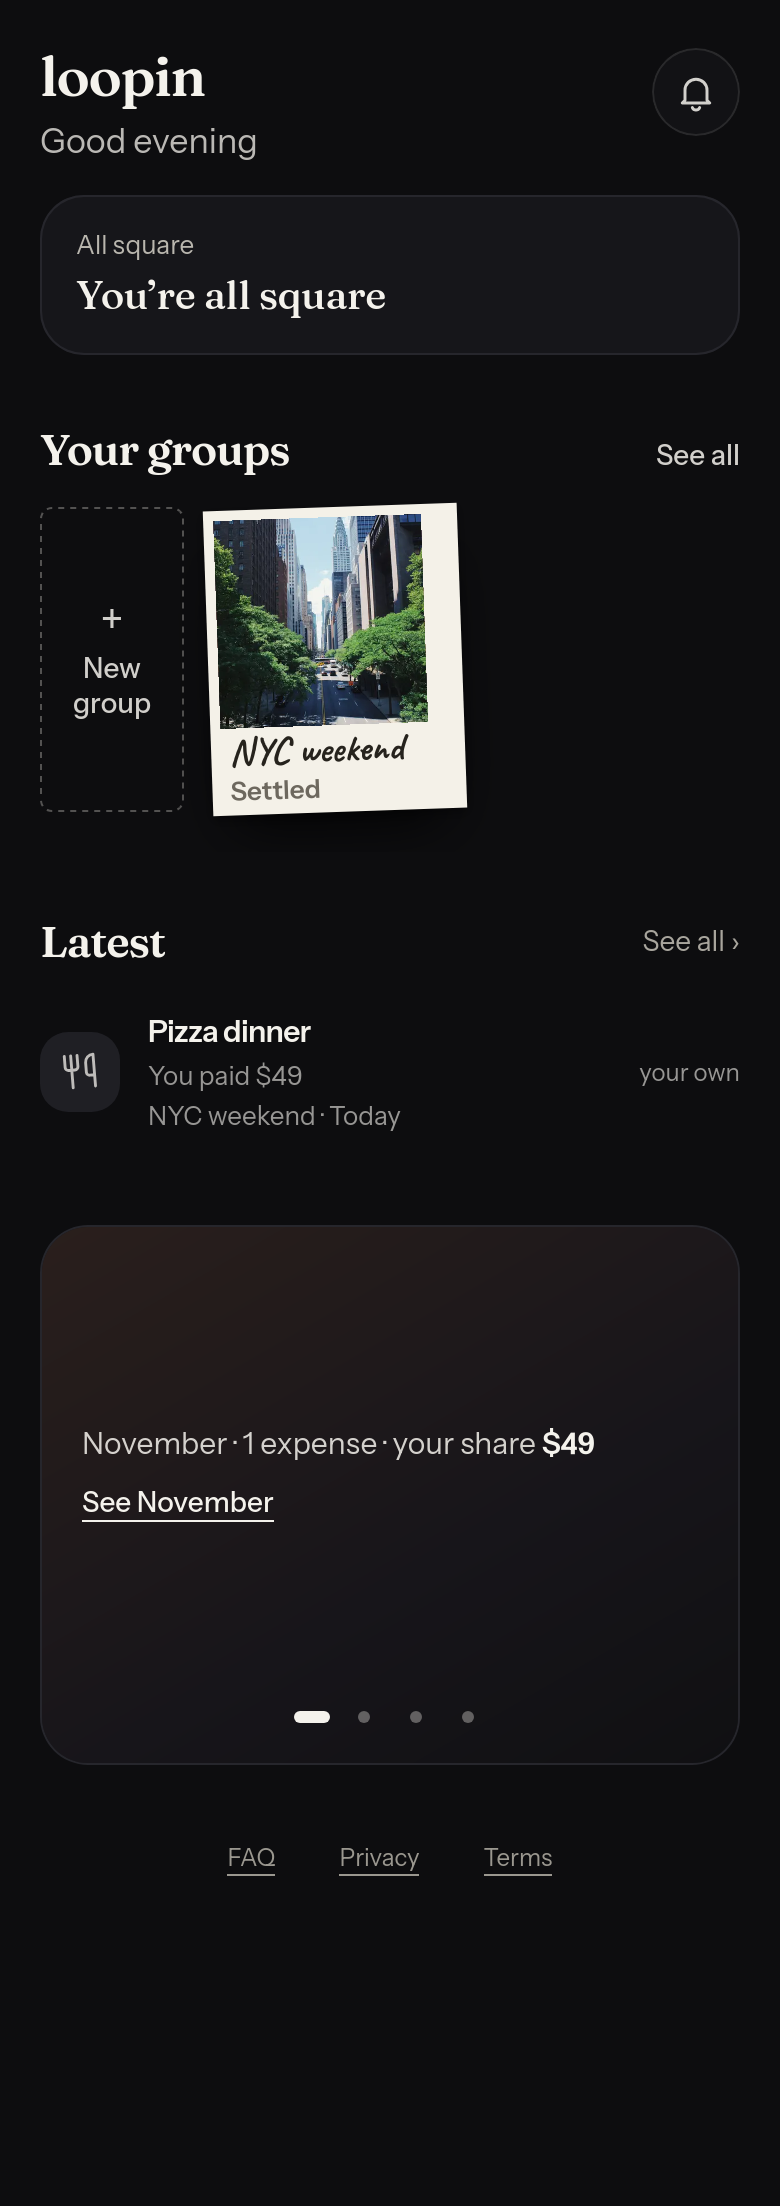 loopin
Good evening
All square
You’re all square
Your groups
See all
+
New
group
NYC weekend
Settled
Latest
See all ›
Pizza dinner
You paid $49
your own
NYC weekend · Today
November · 1 expense · your share $49
See November
FAQ
Privacy
Terms